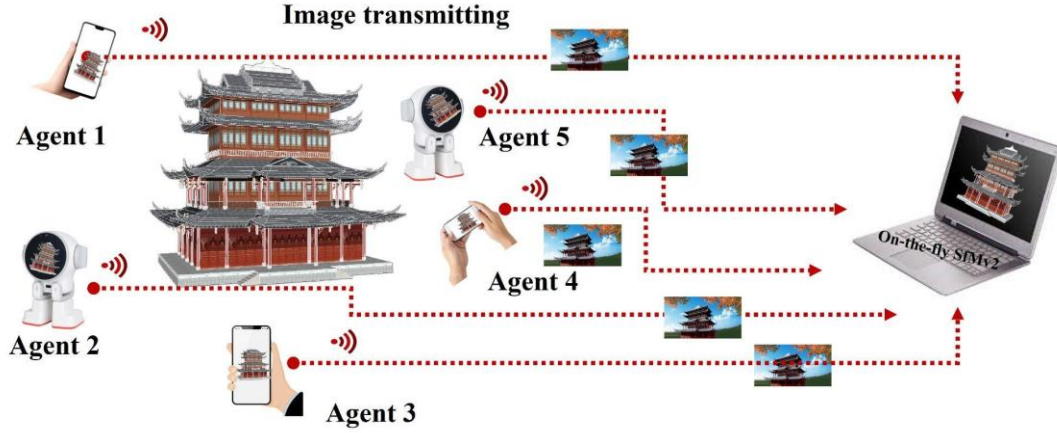 Image transmitting
Agent 1
Agent 5
Agent 4
On-the-fly SfMv2
Agent 2
Agent 3